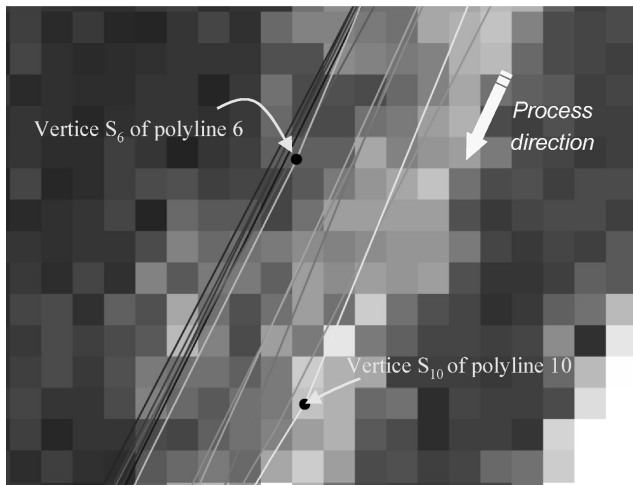 Process
direction
Vertice S₆ of polyline 6
Vertice S₁₀ of polyline 10